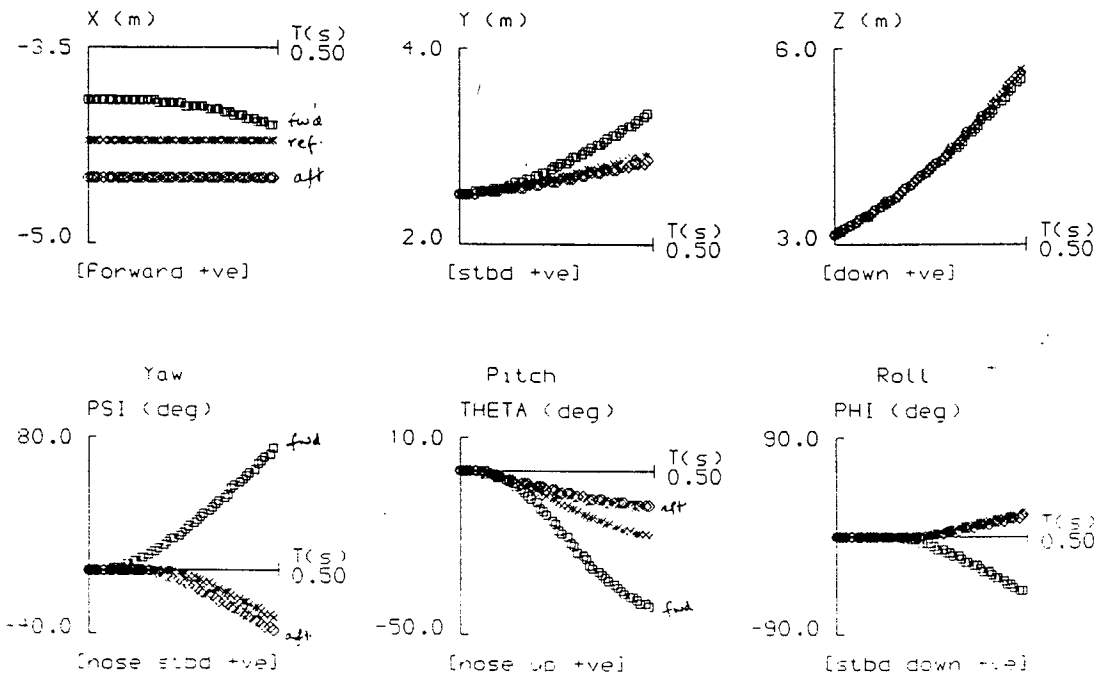 X (m)
T(s)
-3.5
0.50
fwd
ref.
aft
-5.0
[Forward +ve]
Y (m)
4.0
T(s)
2.0
0.50
[stbd +ve]
Z (m)
6.0
T(s)
3.0
0.50
[down +ve]
Yaw
PSI (deg)
80.0
fwd
T(s)
0.50
-40.0
aft
[nose stbd +ve]
Pitch
THETA (deg)
10.0
T(s)
0.50
aft
fwd
-50.0
[nose up +ve]
Roll
PHI (deg)
90.0
T(s)
0.50
-90.0
[stbd down +ve]